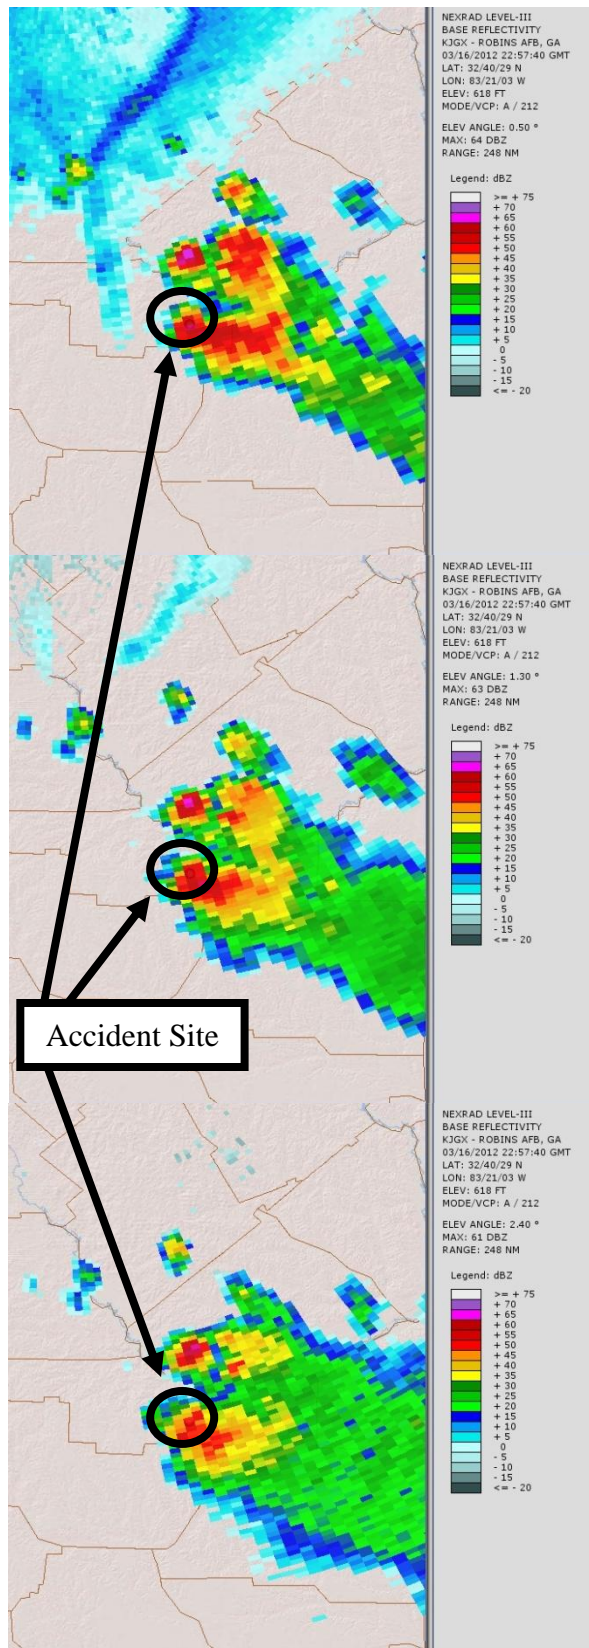 NEXRAD LEVEL-III
BASE REFLECTIVITY
KJGX - ROBINS AFB, GA
03/16/2012 22:57:40 GMT
LAT: 32/40/29 N
LON: 83/21/03 W
ELEV: 618 FT
MODE/VCP: A / 212
ELEV ANGLE: 0.50 °
MAX: 64 DBZ
RANGE: 248 NM
Legend: dBZ
>= + 75
+ 70
+ 65
+ 60
+ 55
+ 50
+ 45
+ 40
+ 35
+ 30
+ 25
+ 20
+ 15
+ 10
+ 5
0
- 5
- 10
- 15
<= - 20
NEXRAD LEVEL-III
BASE REFLECTIVITY
KJGX - ROBINS AFB, GA
03/16/2012 22:57:40 GMT
LAT: 32/40/29 N
LON: 83/21/03 W
ELEV: 618 FT
MODE/VCP: A / 212
ELEV ANGLE: 1.30 °
MAX: 63 DBZ
RANGE: 248 NM
Legend: dBZ
>= + 75
+ 70
+ 65
+ 60
+ 55
+ 50
+ 45
+ 40
+ 35
+ 30
+ 25
+ 20
+ 15
+ 10
+ 5
0
- 5
- 10
- 15
<= - 20
Accident Site
NEXRAD LEVEL-III
BASE REFLECTIVITY
KJGX - ROBINS AFB, GA
03/16/2012 22:57:40 GMT
LAT: 32/40/29 N
LON: 83/21/03 W
ELEV: 618 FT
MODE/VCP: A / 212
ELEV ANGLE: 2.40 °
MAX: 61 DBZ
RANGE: 248 NM
Legend: dBZ
>= + 75
+ 70
+ 65
+ 60
+ 55
+ 50
+ 45
+ 40
+ 35
+ 30
+ 25
+ 20
+ 15
+ 10
+ 5
0
- 5
- 10
- 15
<= - 20